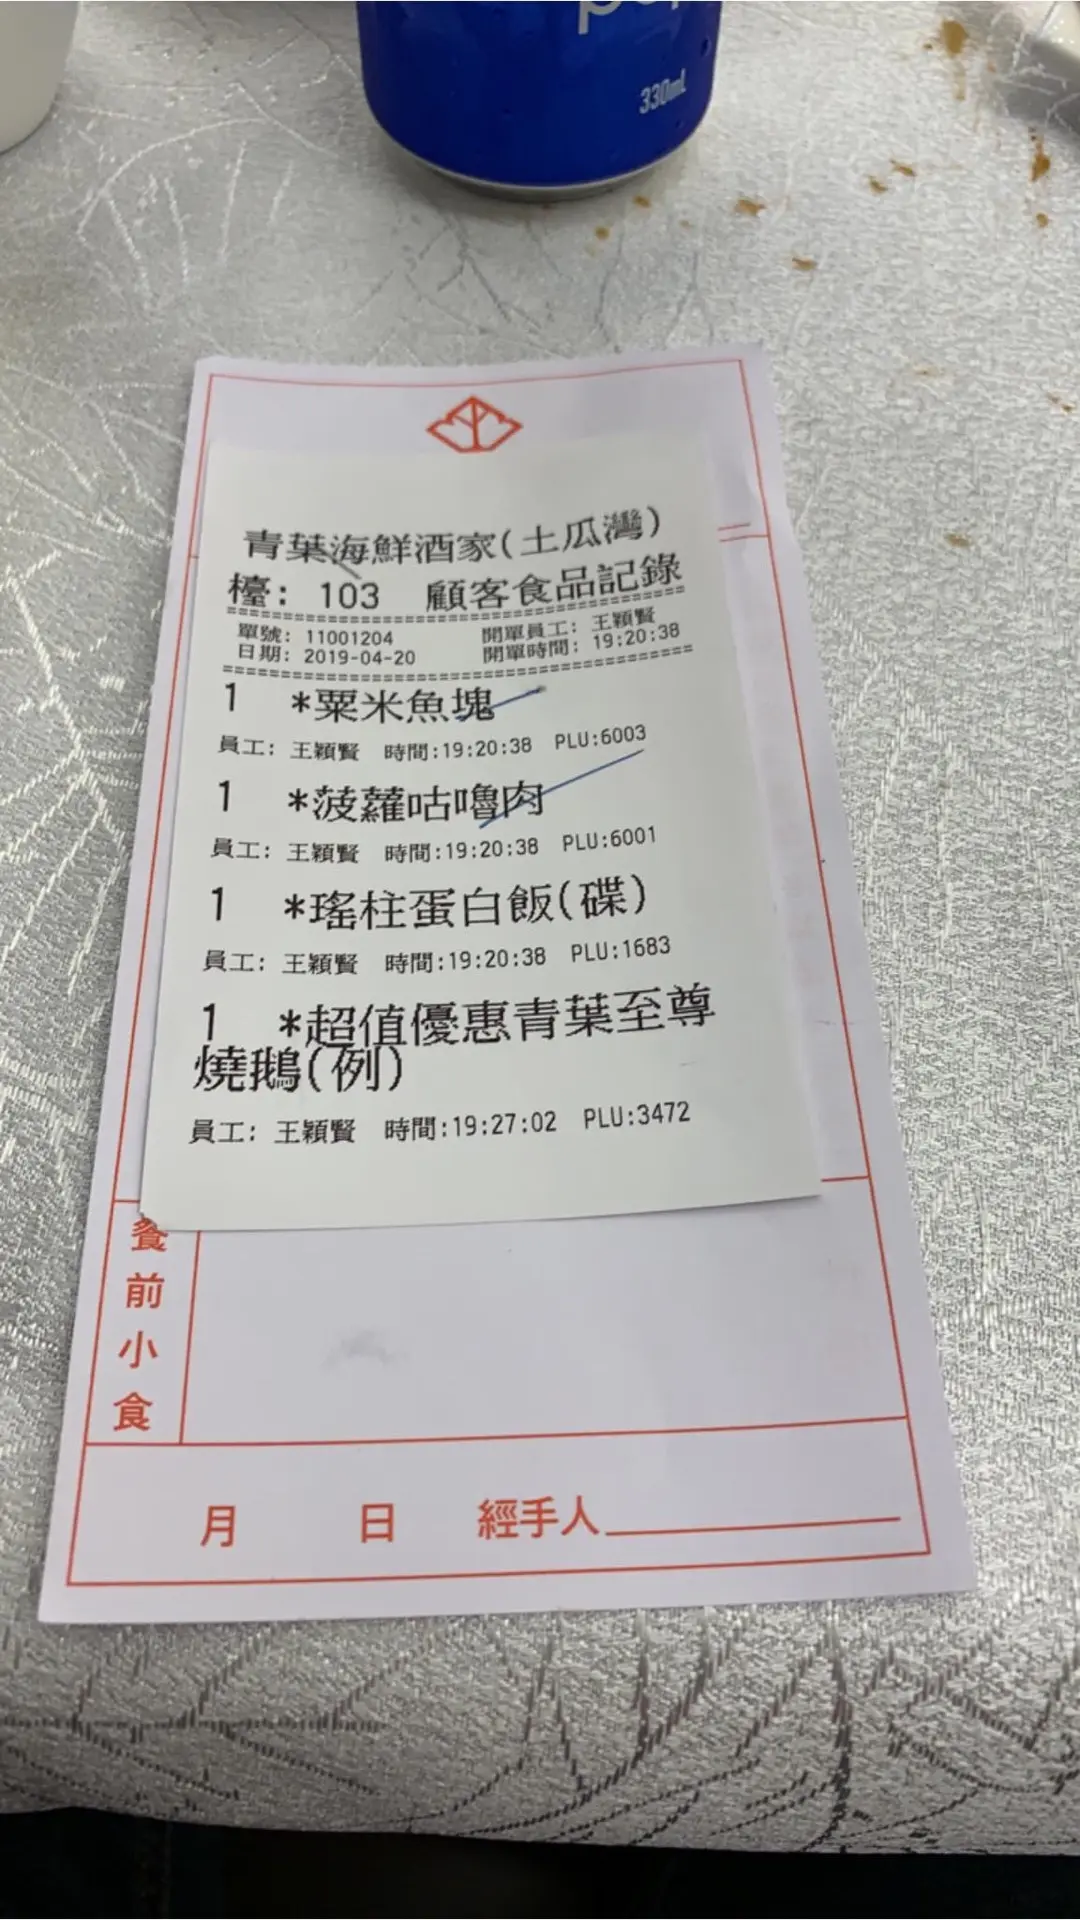 330mL
青葉海鮮酒家(土瓜灣)
檯: 103 顧客食品記錄
單號: 11001204 開單員工: 王穎賢
日期: 2019-04-20 開單時間: 19:20:38
1 *粟米魚塊
員工: 王穎賢 時間:19:20:38 PLU:6003
1 *菠蘿咕嚕肉
員工: 王穎賢 時間:19:20:38 PLU:6001
1 *瑤柱蛋白飯(碟)
員工: 王穎賢 時間:19:20:38 PLU:1683
1 *超值優惠青葉至尊
燒鵝(例)
員工: 王穎賢 時間:19:27:02 PLU:3472
餐前小食
月 日 經手人